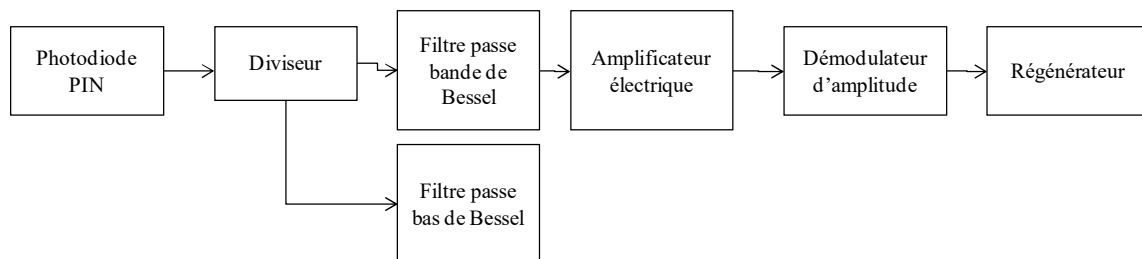 Photodiode
PIN
Diviseur
Filtre passe
bande de
Bessel
Amplificateur
électrique
Démodulateur
d’amplitude
Régénérateur
Filtre passe
bas de Bessel